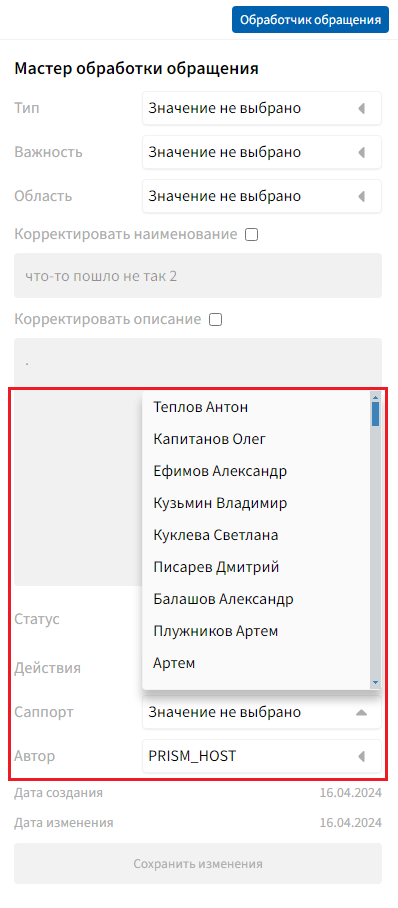 Обработчик обращения
Мастер обработки обращения
Тип Значение не выбрано
Важность Значение не выбрано
Область Значение не выбрано
Корректировать наименование
что-то пошло не так 2
Корректировать описание
.
Теплов Антон
Капитанов Олег
Ефимов Александр
Кузьмин Владимир
Куклева Светлана
Писарев Дмитрий
Балашов Александр
Плужников Артем
Артем
Статус
Действия
Саппорт Значение не выбрано
Автор PRISM_HOST
Дата создания 16.04.2024
Дата изменения 16.04.2024
Сохранить изменения